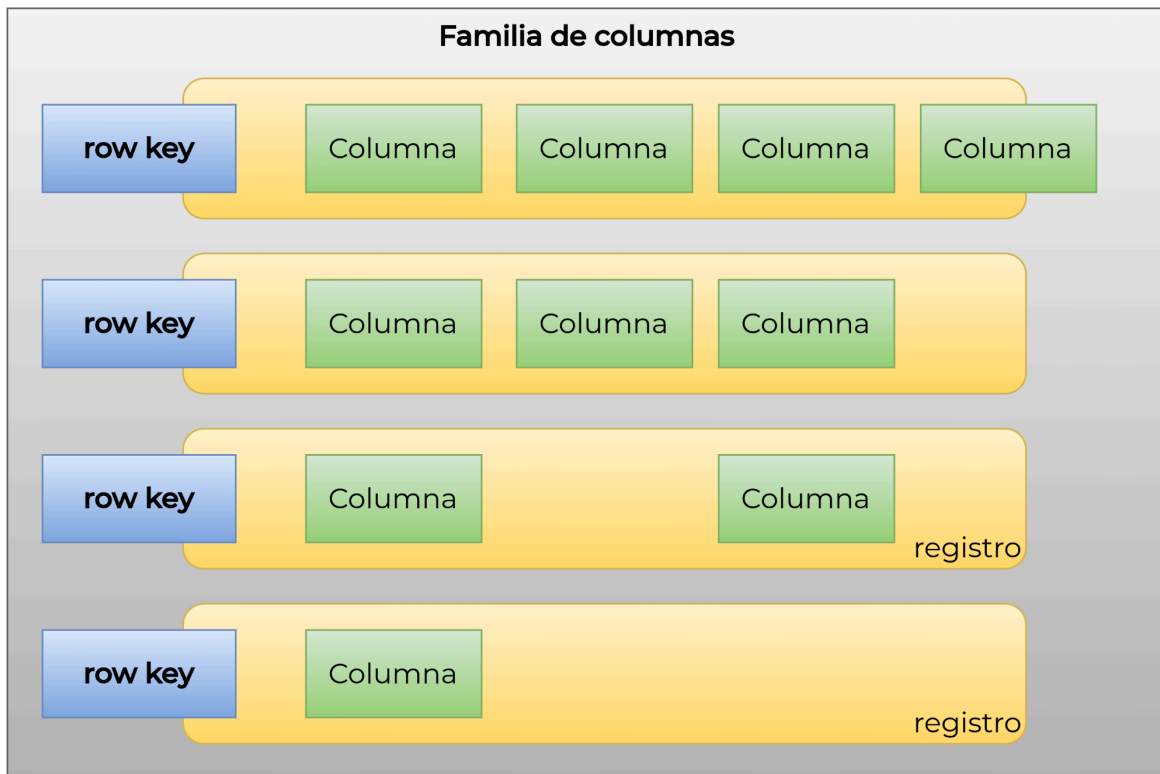 Familia de columnas
row key Columna Columna Columna Columna
row key Columna Columna Columna
row key Columna Columna
registro
row key Columna
registro